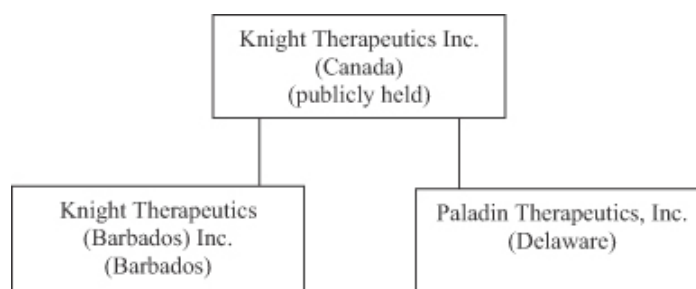 Knight Therapeutics Inc.
(Canada)
(publicly held)
Knight Therapeutics
(Barbados) Inc.
(Barbados)
Paladin Therapeutics, Inc.
(Delaware)